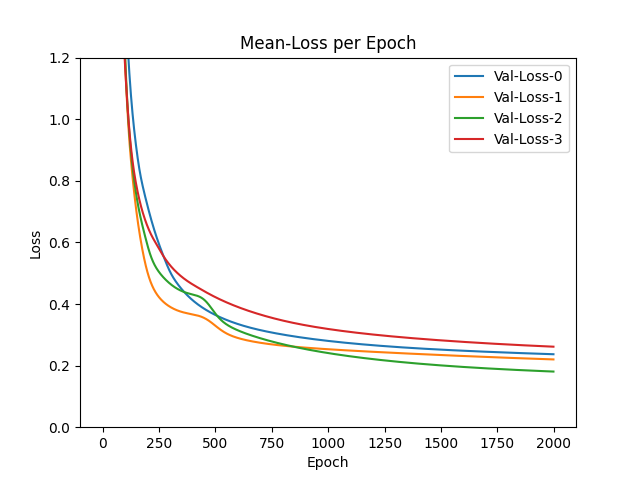 Mean-Loss per Epoch
Val-Loss-0
Val-Loss-1
Val-Loss-2
Val-Loss-3
Loss
1.2
1.0
0.8
0.6
0.4
0.2
0.0
0 250 500 750 1000 1250 1500 1750 2000
Epoch